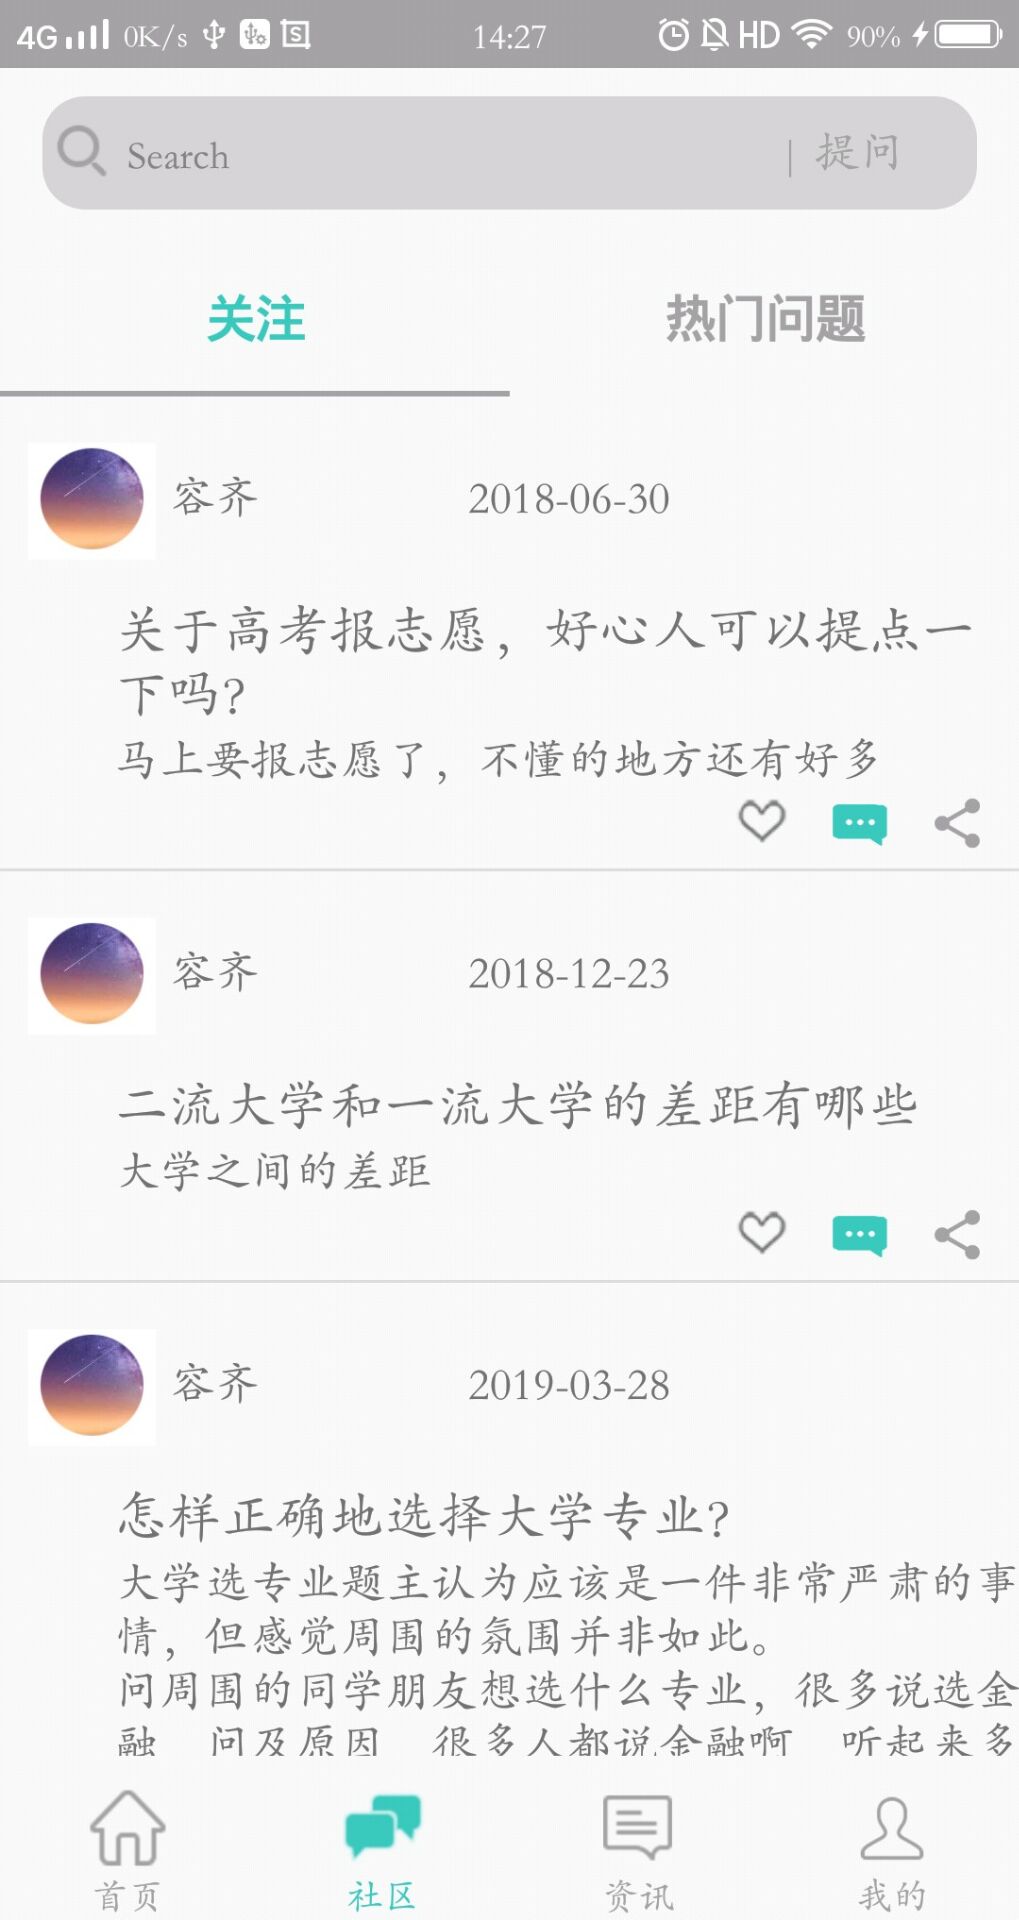 4G 0K/s 14:27 HD 90%
Search | 提问
关注 热门问题
容齐 2018-06-30
关于高考报志愿，好心人可以提点一
下吗?
马上要报志愿了，不懂的地方还有好多
容齐 2018-12-23
二流大学和一流大学的差距有哪些
大学之间的差距
容齐 2019-03-28
怎样正确地选择大学专业?
大学选专业题主认为应该是一件非常严肃的事
情，但感觉周围的氛围并非如此。
问周围的同学朋友想选什么专业，很多说选金
融 问及原因 很多人都说金融啊 听起来多
首页 社区 资讯 我的